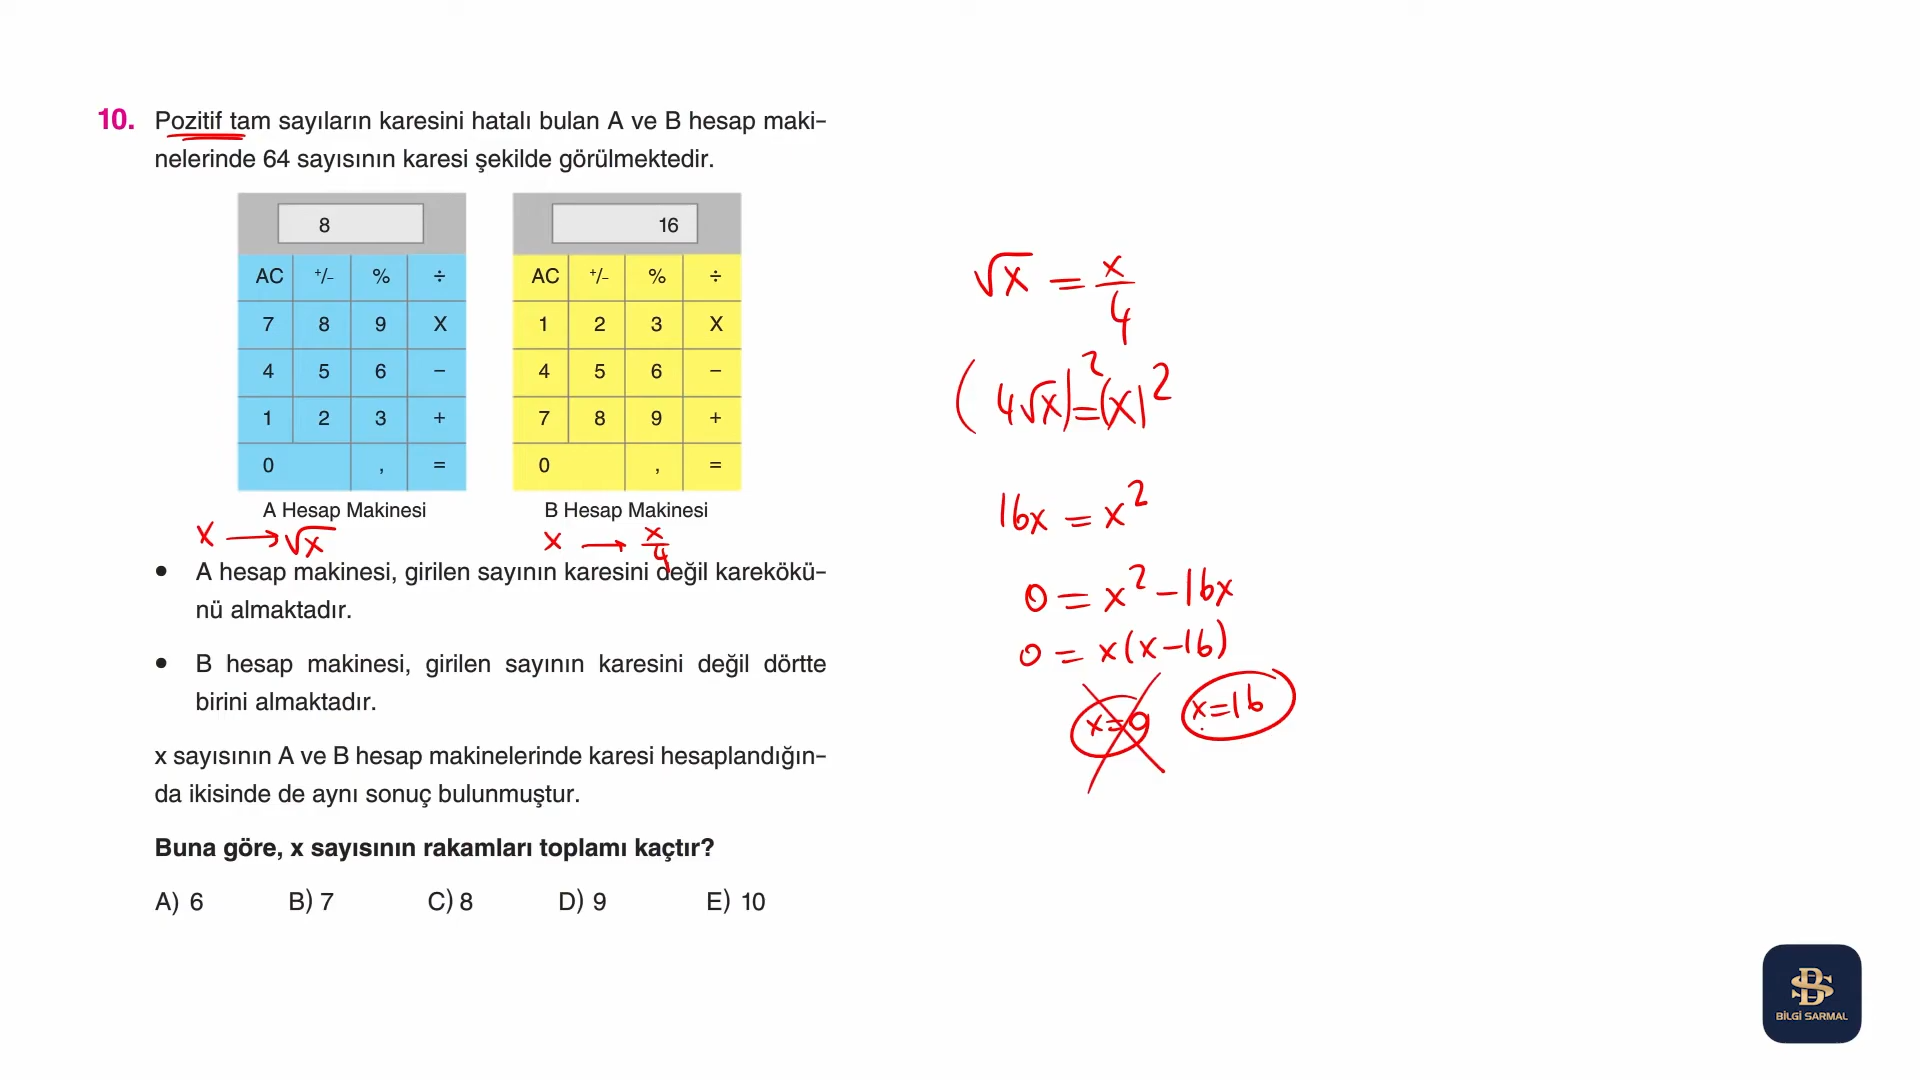 10. Pozitif tam sayıların karesini hatalı bulan A ve B hesap maki-
nelerinde 64 sayısının karesi şekilde görülmektedir.
8
AC +/- % ÷
7 8 9 X
4 5 6 −
1 2 3 +
0 , =
A Hesap Makinesi
x → √x
16
AC +/- % ÷
1 2 3 X
4 5 6 −
7 8 9 +
0 , =
B Hesap Makinesi
x → x/4
• A hesap makinesi, girilen sayının karesini değil karekökü-
nü almaktadır.
• B hesap makinesi, girilen sayının karesini değil dörtte
birini almaktadır.
x sayısının A ve B hesap makinelerinde karesi hesaplandığın-
da ikisinde de aynı sonuç bulunmuştur.
Buna göre, x sayısının rakamları toplamı kaçtır?
A) 6 B) 7 C) 8 D) 9 E) 10
√x = x/4
(4√x)² = (x)²
16x = x²
0 = x² − 16x
0 = x(x−16)
x=0 x=16
BİLGİ SARMAL